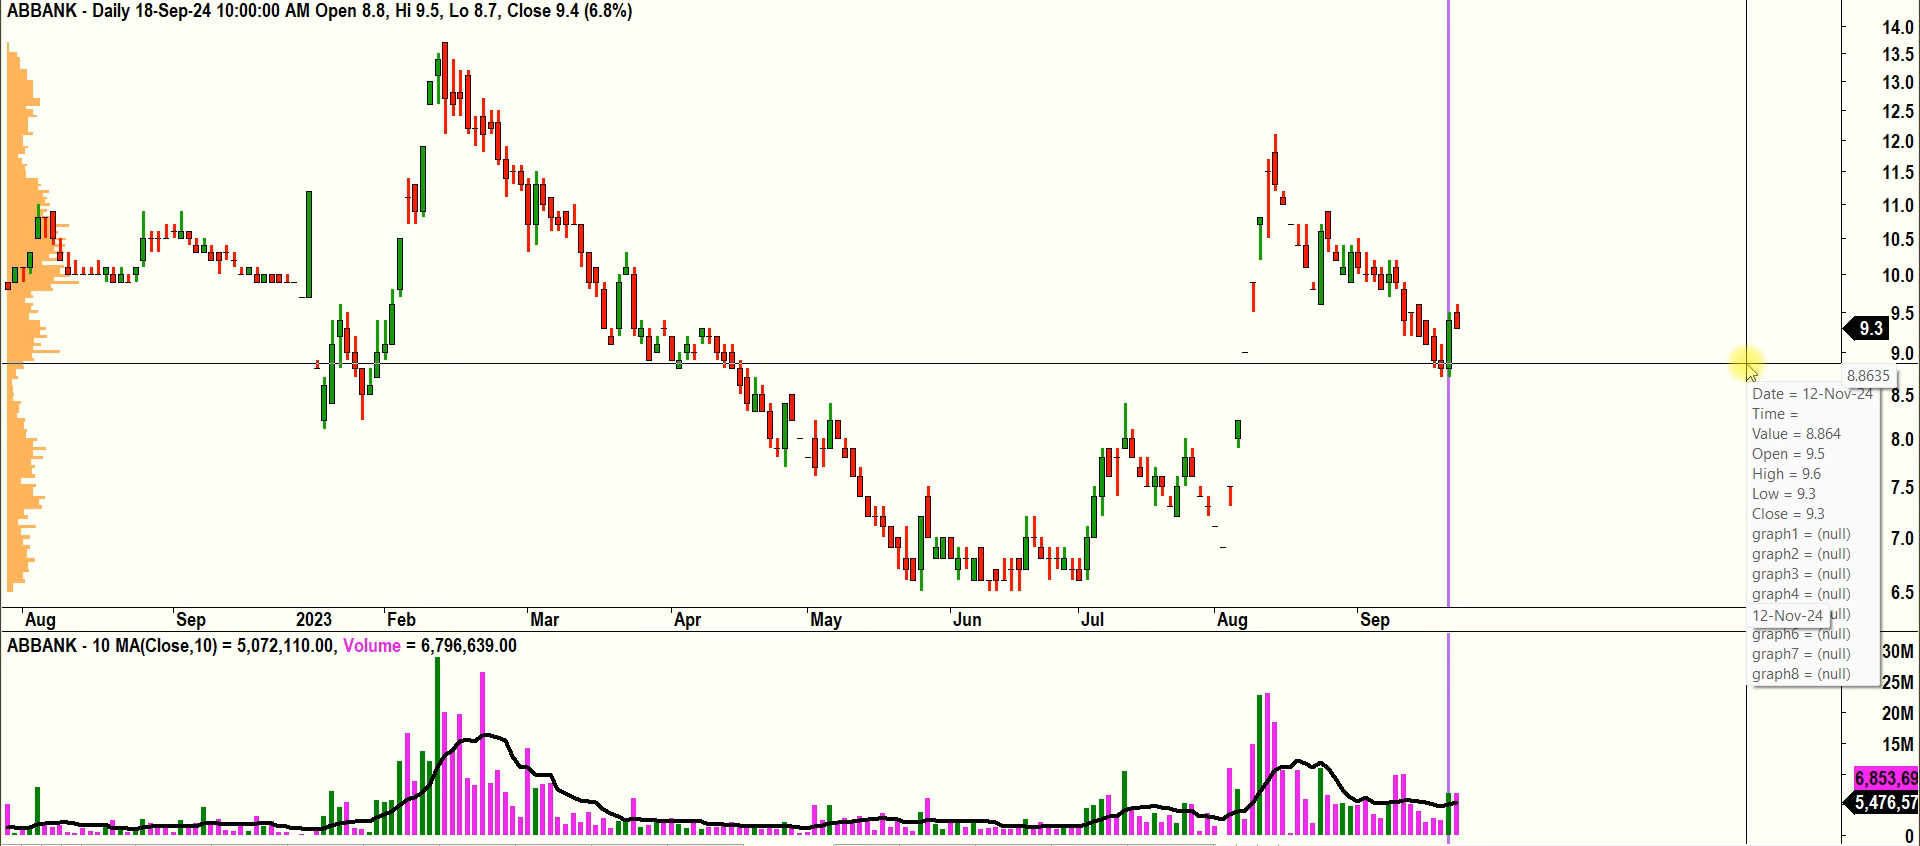 ABBANK - Daily 18-Sep-24 10:00:00 AM Open 8.8, Hi 9.5, Lo 8.7, Close 9.4 (6.8%)
14.0
13.5
13.0
12.5
12.0
11.5
11.0
10.5
10.0
9.5
9.3
9.0
8.8635
8.5
8.0
7.5
7.0
6.5
Date = 12-Nov-24
Time =
Value = 8.864
Open = 9.5
High = 9.6
Low = 9.3
Close = 9.3
graph1 = (null)
graph2 = (null)
graph3 = (null)
graph4 = (null)
12-Nov-24 ull)
graph6 = (null)
graph7 = (null)
graph8 = (null)
Aug Sep 2023 Feb Mar Apr May Jun Jul Aug Sep
ABBANK - 10 MA(Close,10) = 5,072,110.00, Volume = 6,796,639.00
30M
25M
20M
15M
6,853,69
5,476,57
0